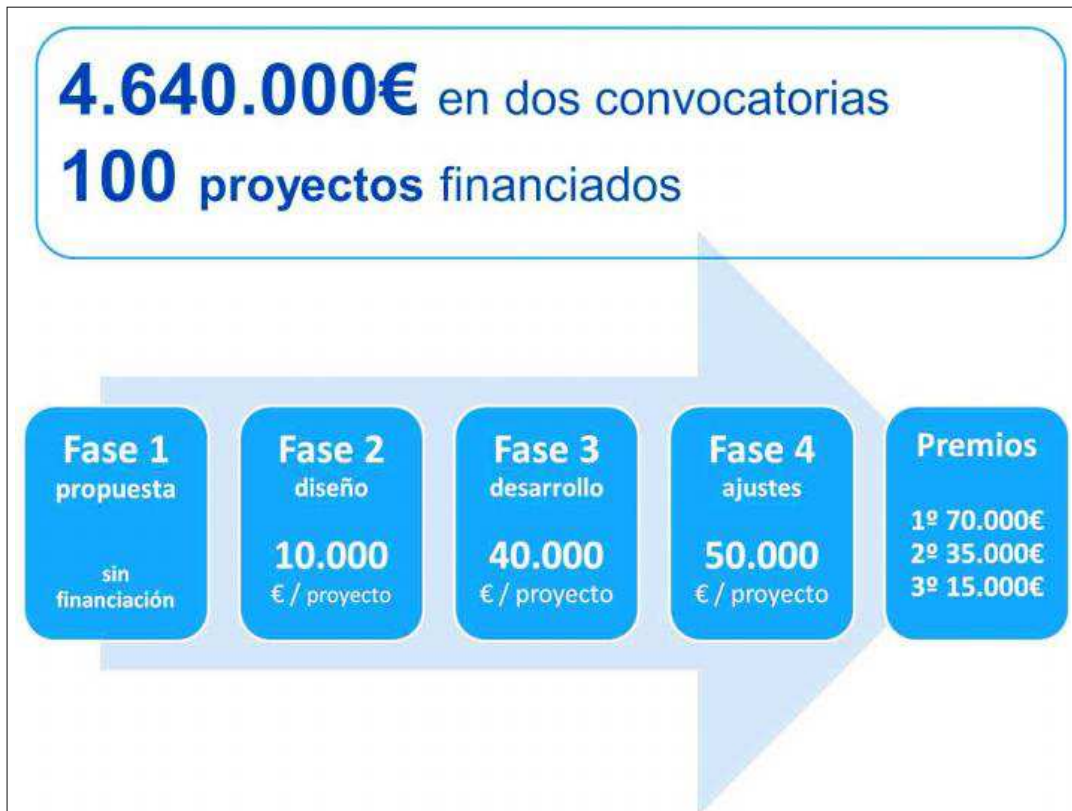 4.640.000€ en dos convocatorias
100 proyectos financiados
Fase 1
propuesta
sin
financiación
Fase 2
diseño
10.000
€ / proyecto
Fase 3
desarrollo
40.000
€ / proyecto
Fase 4
ajustes
50.000
€ / proyecto
Premios
1º 70.000€
2º 35.000€
3º 15.000€